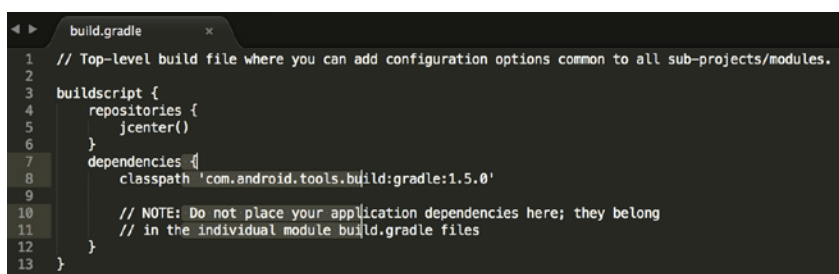 build.gradle ×
1 // Top-level build file where you can add configuration options common to all sub-projects/modules.
2
3 buildscript {
4     repositories {
5         jcenter()
6     }
7     dependencies {
8         classpath 'com.android.tools.build:gradle:1.5.0'
9
10         // NOTE: Do not place your application dependencies here; they belong
11         // in the individual module build.gradle files
12     }
13 }